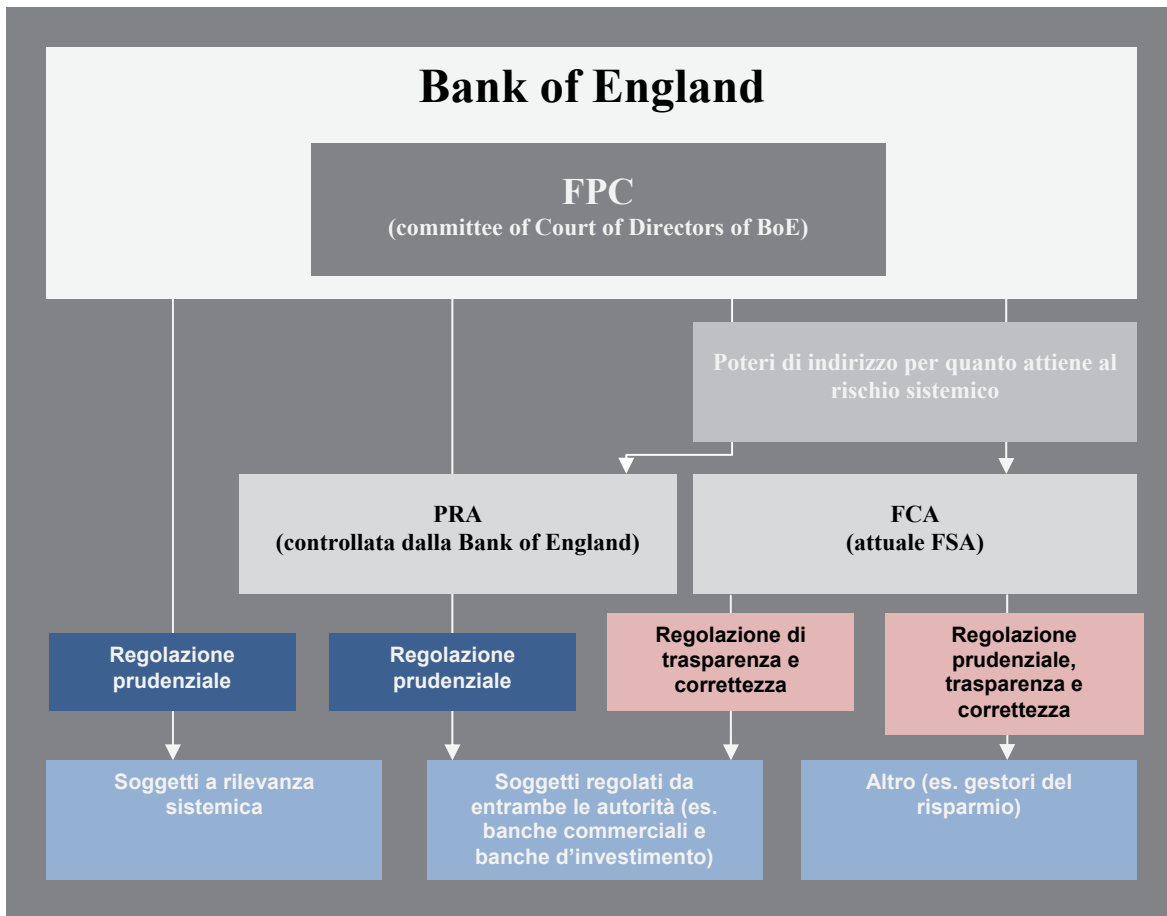 Bank of England
FPC
(committee of Court of Directors of BoE)
Poteri di indirizzo per quanto attiene al
rischio sistemico
PRA
(controllata dalla Bank of England)
FCA
(attuale FSA)
Regolazione
prudenziale
Regolazione
prudenziale
Regolazione di
trasparenza e
correttezza
Regolazione
prudenziale,
trasparenza e
correttezza
Soggetti a rilevanza
sistemica
Soggetti regolati da
entrambe le autorità (es.
banche commerciali e
banche d’investimento)
Altro (es. gestori del
risparmio)